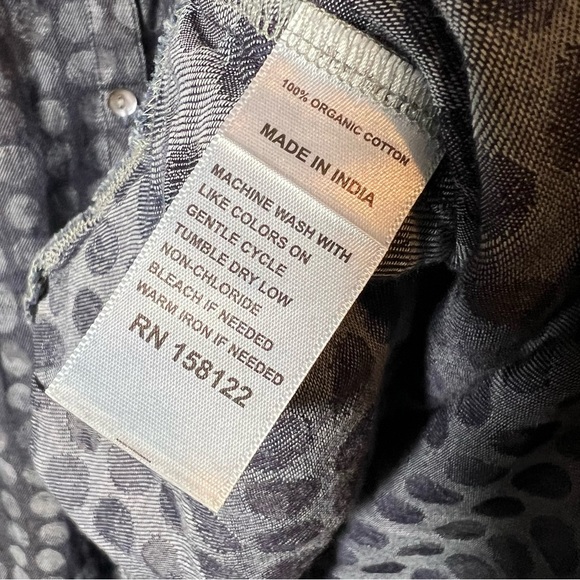 100% ORGANIC COTTON
MADE IN INDIA
MACHINE WASH WITH
LIKE COLORS ON
GENTLE CYCLE
TUMBLE DRY LOW
NON-CHLORIDE
BLEACH IF NEEDED
WARM IRON IF NEEDED
RN 158122